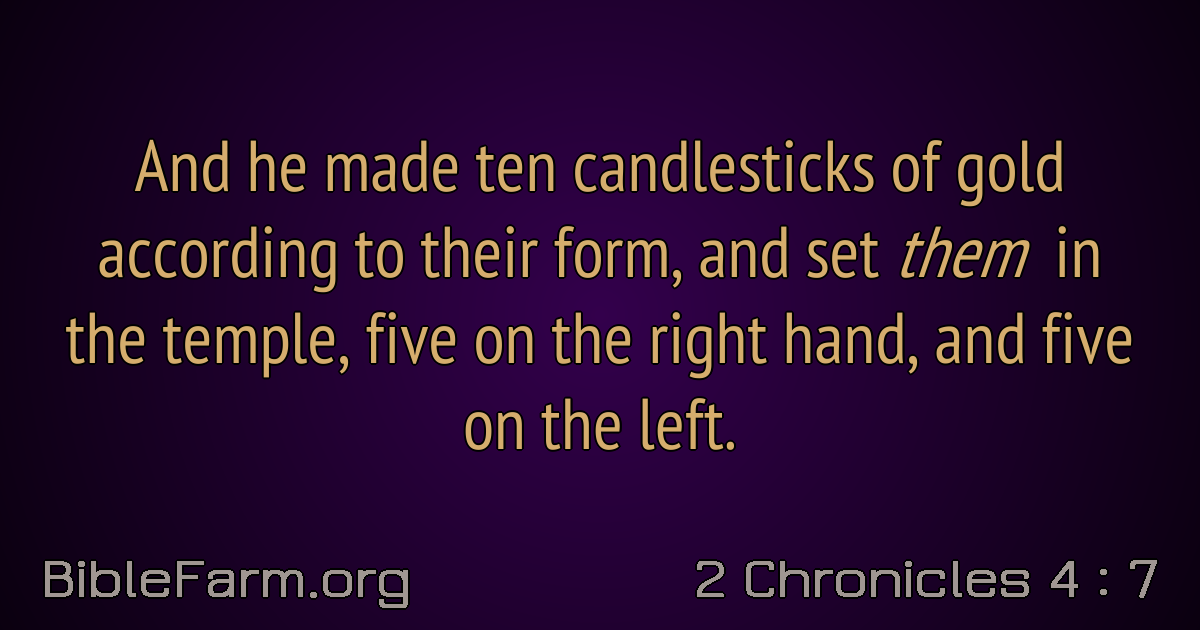 And he made ten candlesticks of gold
according to their form, and set them in
the temple, five on the right hand, and five
on the left.
BibleFarm.org
2 Chronicles 4 : 7